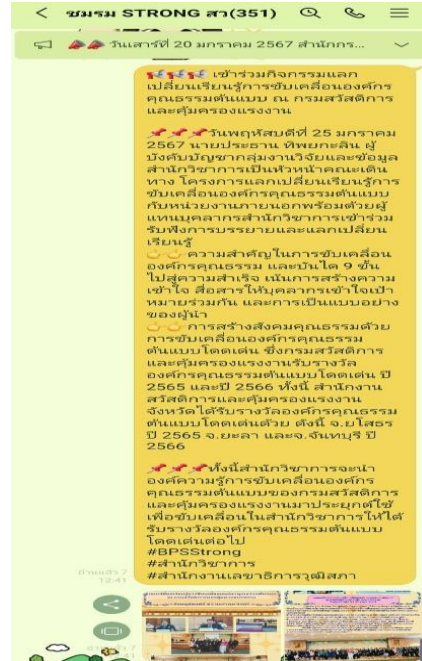 ชมรม STRONG สา(351)
วันเสาร์ที่ 20 มกราคม 2567 สำนักกร...
เข้าร่วมกิจกรรมแลก
เปลี่ยนเรียนรู้การขับเคลื่อนองค์กร
คุณธรรมต้นแบบ ณ กรมสวัสดิการ
และคุ้มครองแรงงาน
วันพฤหัสบดีที่ 25 มกราคม
2567 นายประธาน ทิพยกะลิน ผู้
บังคับบัญชากลุ่มงานวิจัยและข้อมูล
สำนักวิชาการเป็นหัวหน้าคณะเดิน
ทาง โครงการแลกเปลี่ยนเรียนรู้การ
ขับเคลื่อนองค์กรคุณธรรมต้นแบบ
กับหน่วยงานภายนอกพร้อมด้วยผู้
แทนบุคลากรสำนักวิชาการเข้าร่วม
รับฟังการบรรยายและแลกเปลี่ยน
เรียนรู้
ความสำคัญในการขับเคลื่อน
องค์กรคุณธรรม และบันได 9 ขั้น
ไปสู่ความสำเร็จ เน้นการสร้างความ
เข้าใจ สื่อสารให้บุคลากรเข้าใจเป้า
หมายร่วมกัน และการเป็นแบบอย่าง
ของผู้นำ
การสร้างสังคมคุณธรรมด้วย
การขับเคลื่อนองค์กรคุณธรรม
ต้นแบบโดดเด่น ซึ่งกรมสวัสดิการ
และคุ้มครองแรงงานรับรางวัล
องค์กรคุณธรรมต้นแบบโดดเด่น ปี
2565 และปี 2566 ทั้งนี้ สำนักงาน
สวัสดิการและคุ้มครองแรงงาน
จังหวัดได้รับรางวัลองค์กรคุณธรรม
ต้นแบบโดดเด่นด้วย ดังนี้ จ.ยโสธร
ปี 2565 จ.ยะลา และจ.จันทบุรี ปี
2566
ทั้งนี้สำนักวิชาการจะนำ
องค์ความรู้การขับเคลื่อนองค์กร
คุณธรรมต้นแบบของกรมสวัสดิการ
และคุ้มครองแรงงานมาประยุกต์ใช้
เพื่อขับเคลื่อนในสำนักวิชาการให้ได้
รับรางวัลองค์กรคุณธรรมต้นแบบ
โดดเด่นต่อไป
#BPSStrong
#สำนักวิชาการ
#สำนักงานเลขาธิการวุฒิสภา
อ่านแล้ว 7
12:41